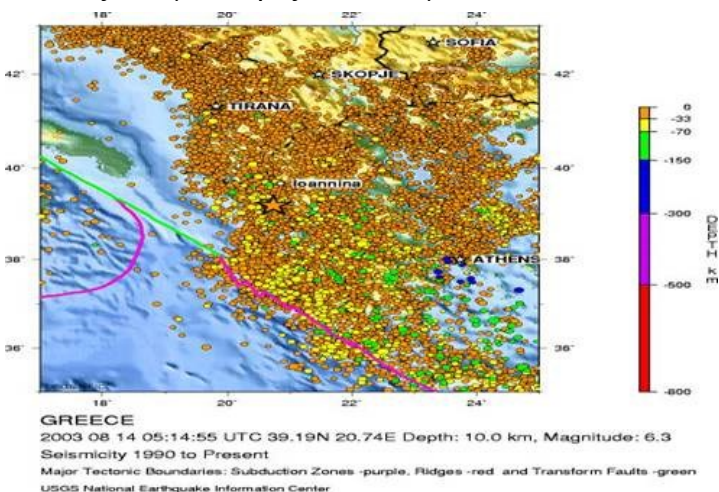 18° 20° 22° 24°
SOFIA
42° 42°
SKOPJE
TIRANA
0
-33
-70
40° 40°
-150
Ioannina
-300
DEPTH km
38° 38°
ATHENS
-500
36° 36°
-800
18° 20° 22° 24°
GREECE
2003 08 14 05:14:55 UTC 39.19N 20.74E Depth: 10.0 km, Magnitude: 6.3
Seismicity 1990 to Present
Major Tectonic Boundaries: Subduction Zones -purple, Ridges -red and Transform Faults -green
USGS National Earthquake Information Center